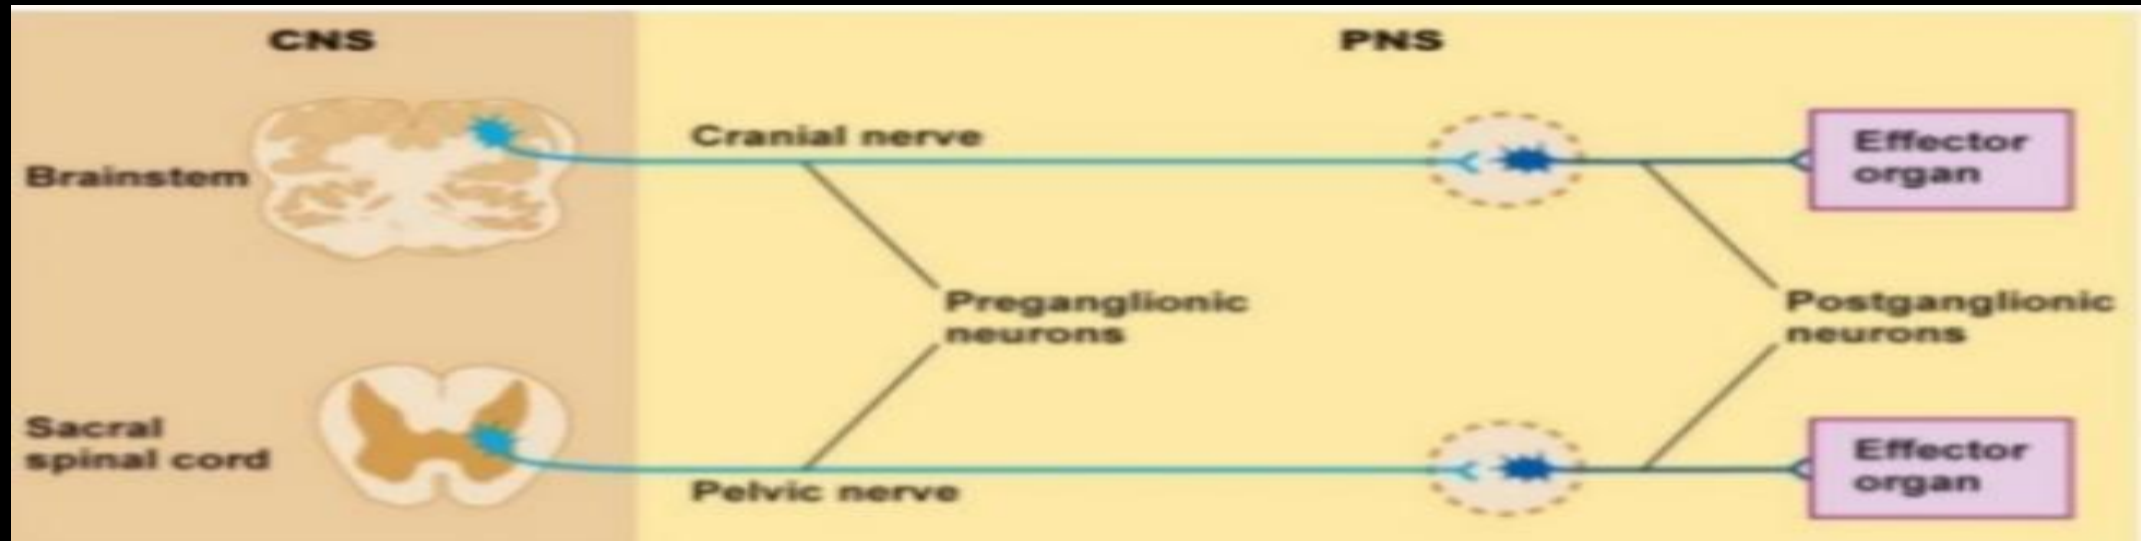 CNS
PNS
Cranial nerve
Effector
organ
Brainstem
Preganglionic
neurons
Postganglionic
neurons
Sacral
spinal cord
Effector
organ
Pelvic nerve